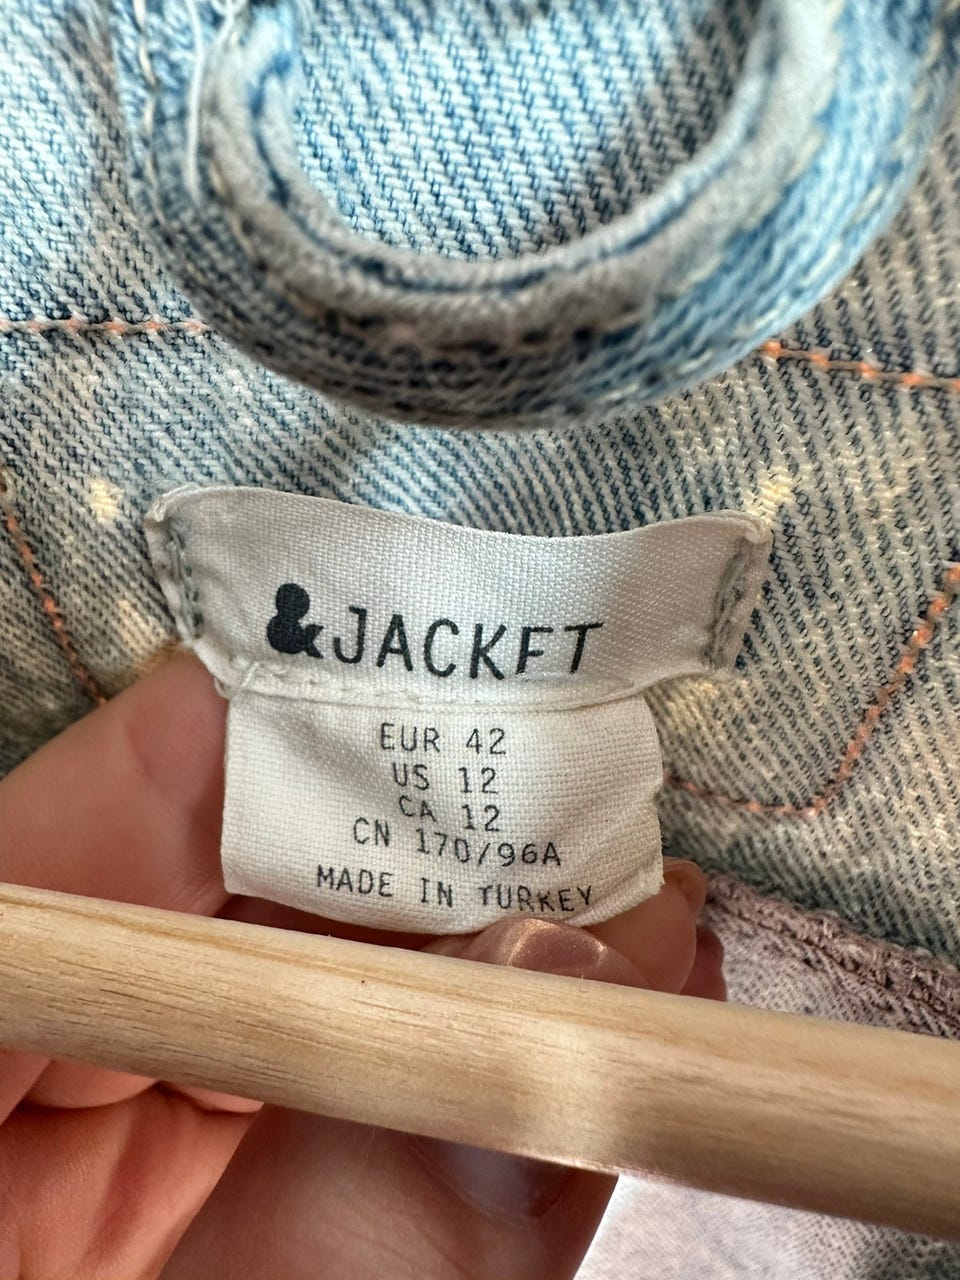 &JACKET
EUR 42
US 12
CA 12
CN 170/96A
MADE IN TURKEY